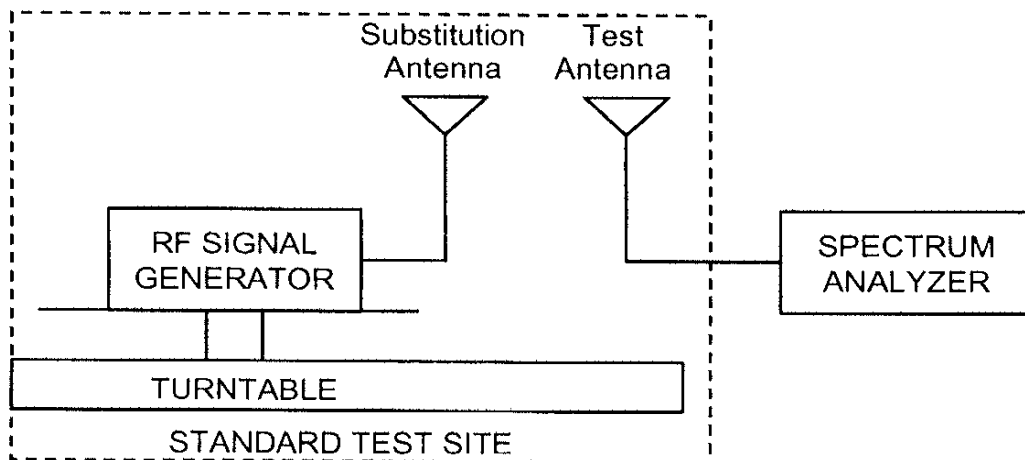 Substitution
Antenna
Test
Antenna
RF SIGNAL
GENERATOR
SPECTRUM
ANALYZER
TURNTABLE
STANDARD TEST SITE